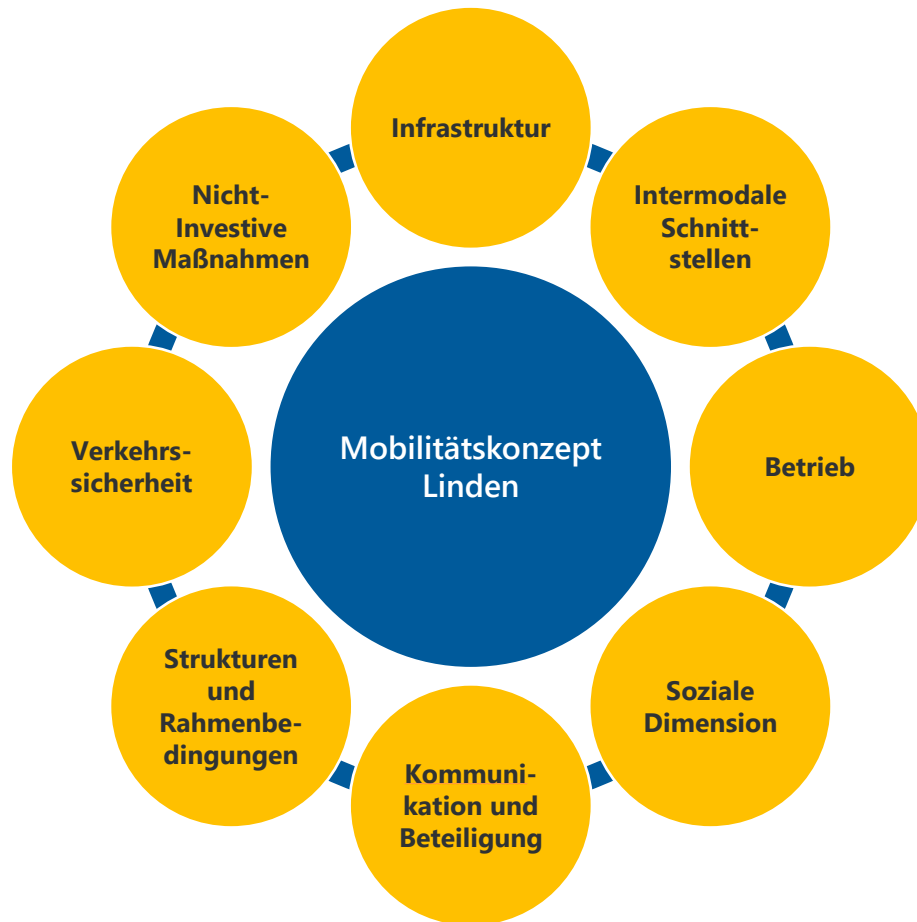 Infrastruktur
Intermodale
Schnitt-
stellen
Betrieb
Soziale
Dimension
Kommuni-
kation und
Beteiligung
Strukturen
und
Rahmenbe-
dingungen
Verkehrs-
sicherheit
Nicht-
Investive
Maßnahmen
Mobilitätskonzept
Linden